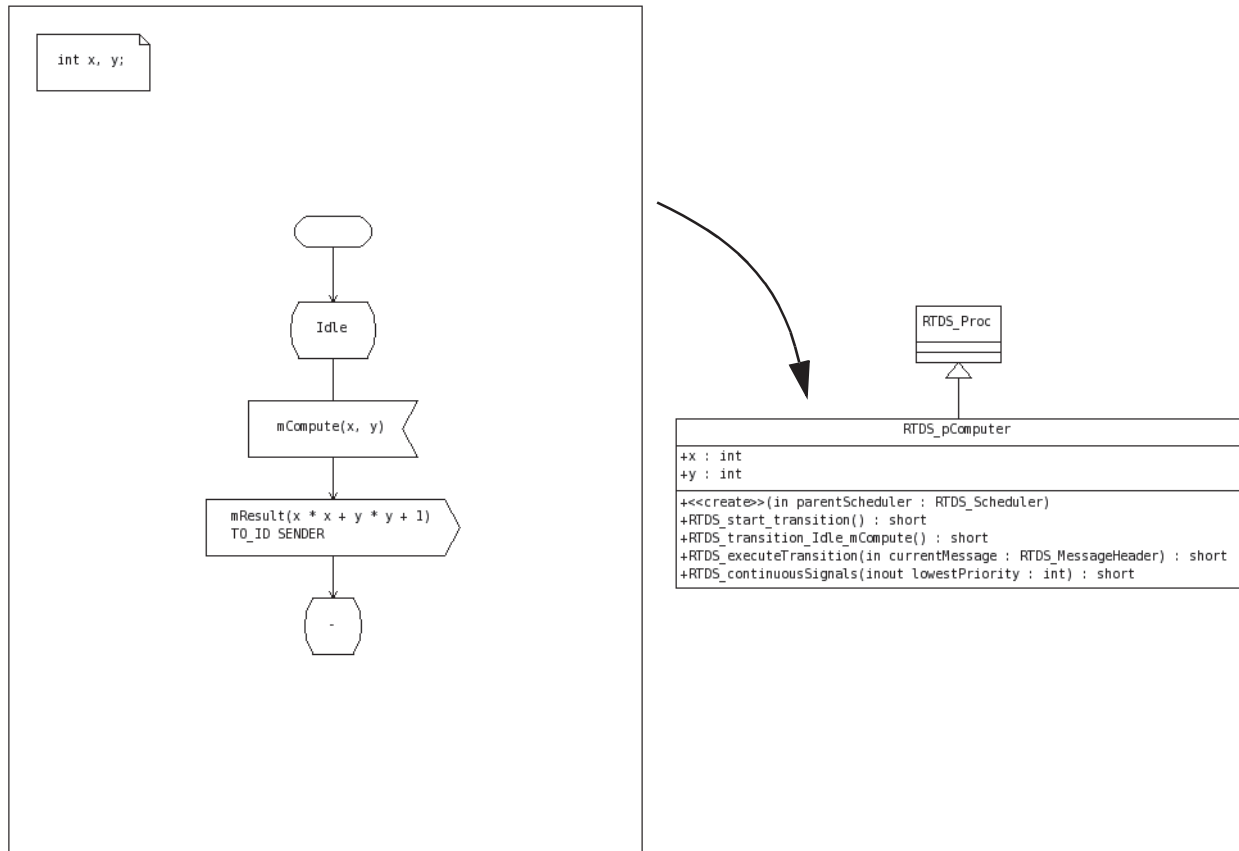 int x, y;
Idle
mCompute(x, y)
mResult(x * x + y * y + 1)
TO_ID SENDER
-
RTDS_Proc
RTDS_pComputer
+x : int
+y : int
+<<create>>(in parentScheduler : RTDS_Scheduler)
+RTDS_start_transition() : short
+RTDS_transition_Idle_mCompute() : short
+RTDS_executeTransition(in currentMessage : RTDS_MessageHeader) : short
+RTDS_continuousSignals(inout lowestPriority : int) : short